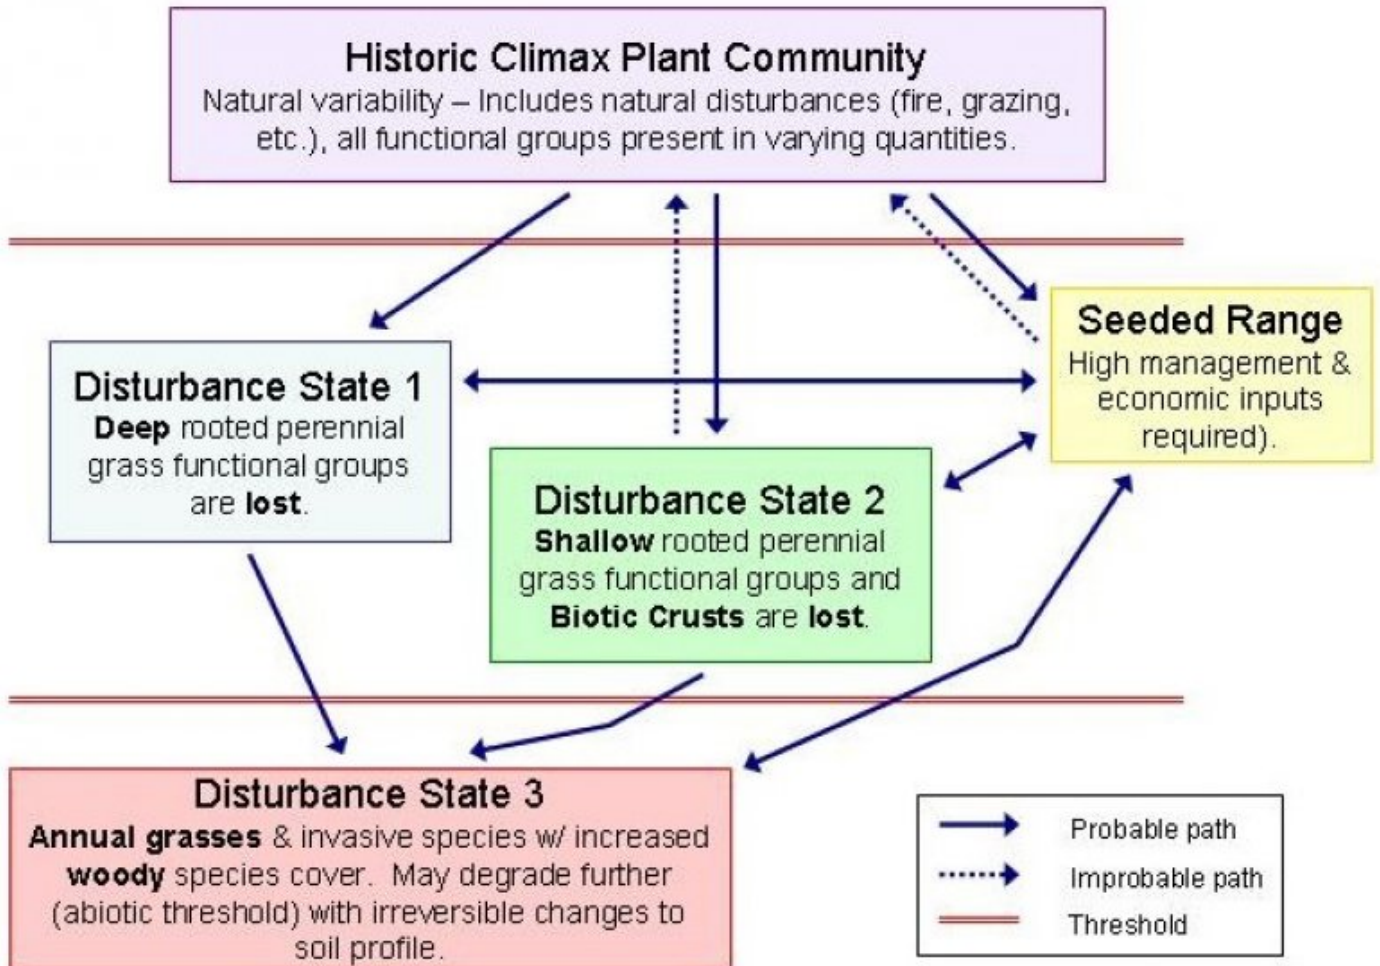 Historic Climax Plant Community
Natural variability – Includes natural disturbances (fire, grazing,
etc.), all functional groups present in varying quantities.
Seeded Range
High management &
economic inputs
required).
Disturbance State 1
Deep rooted perennial
grass functional groups
are lost.
Disturbance State 2
Shallow rooted perennial
grass functional groups and
Biotic Crusts are lost.
Disturbance State 3
Annual grasses & invasive species w/ increased
woody species cover. May degrade further
(abiotic threshold) with irreversible changes to
soil profile.
Probable path
Improbable path
Threshold